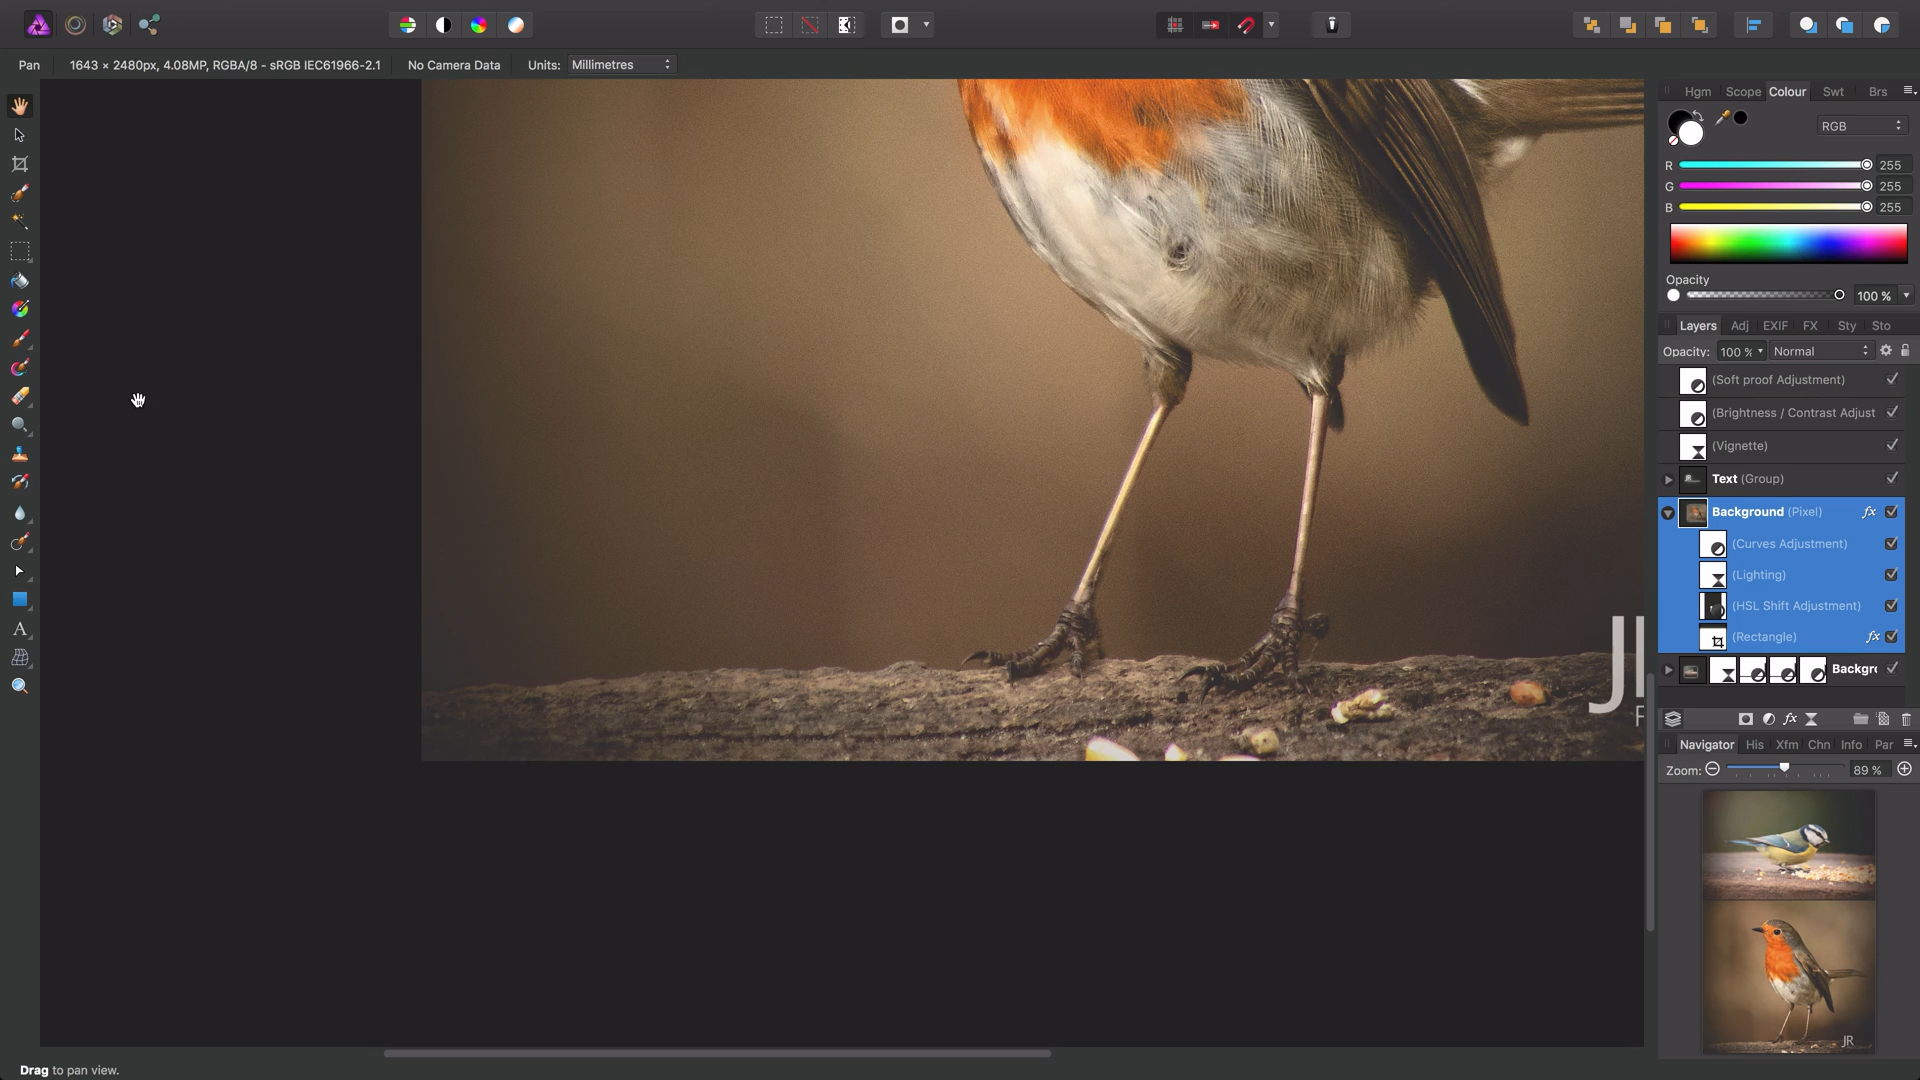 Pan 1643 × 2480px, 4.08MP, RGBA/8 - sRGB IEC61966-2.1 No Camera Data Units: Millimetres
Hgm Scope Colour Swt Brs
RGB
R 255
G 255
B 255
Opacity
100 %
Layers Adj EXIF FX Sty Sto
Opacity: 100 % Normal
(Soft proof Adjustment)
(Brightness / Contrast Adjust
(Vignette)
Text (Group)
Background (Pixel) fx
(Curves Adjustment)
(Lighting)
(HSL Shift Adjustment)
(Rectangle) fx
Backgr
fx
Navigator His Xfm Chn Info Par
Zoom: 89 %
JR
A
Drag to pan view.